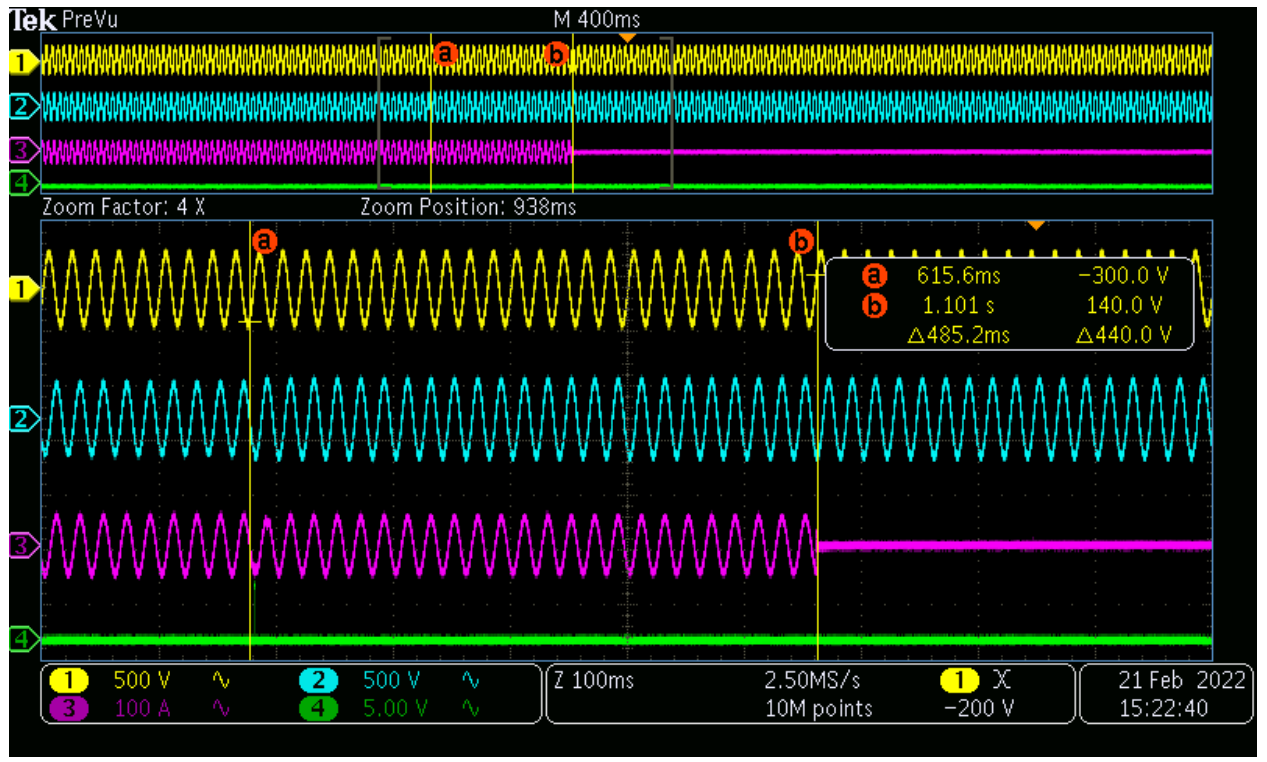 Tek PreVu M 400ms
1
a b
2
3
4
Zoom Factor: 4 X Zoom Position: 938ms
a b
a 615.6ms −300.0 V
1
b 1.101 s 140.0 V
△485.2ms △440.0 V
2
3
4
1 500 V 2 500 V Z 100ms 2.50MS/s 1 −200 V 21 Feb 2022
3 100 A 4 5.00 V 10M points 15:22:40